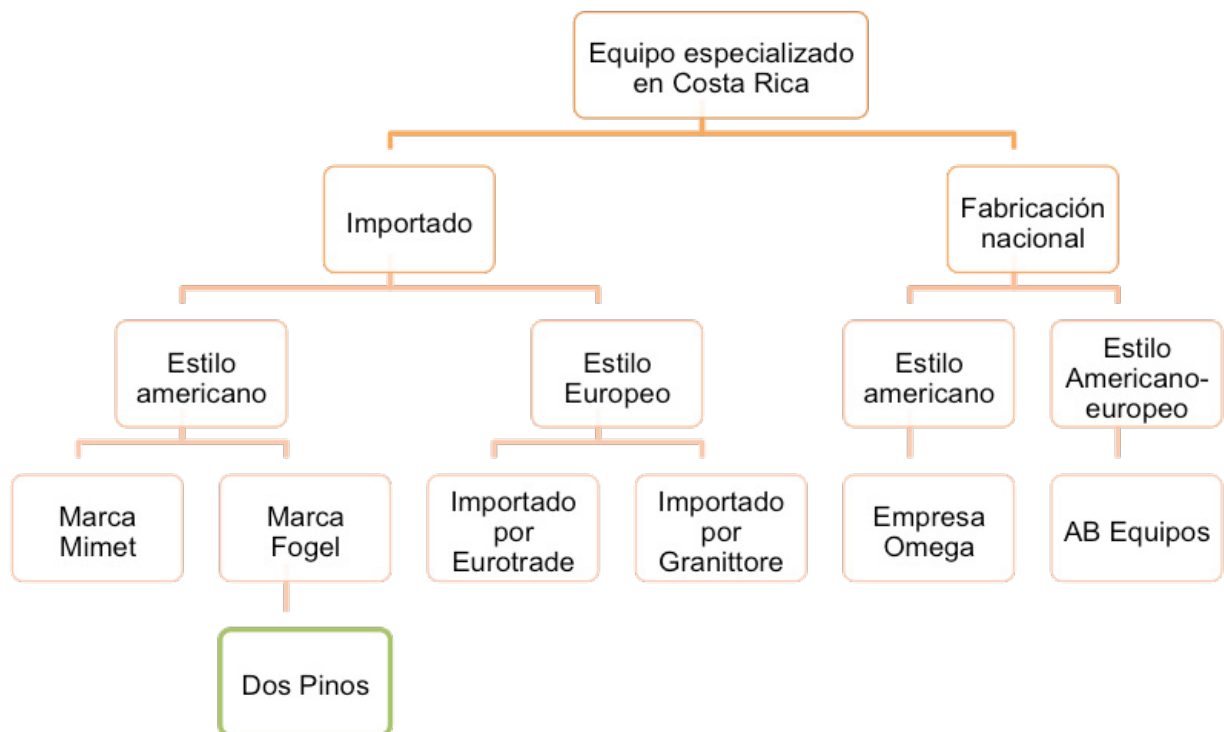 Equipo especializado
en Costa Rica
Importado
Fabricación
nacional
Estilo
americano
Estilo
Europeo
Estilo
americano
Estilo
Americano-
europeo
Marca
Mimet
Marca
Fogel
Importado
por
Eurotrade
Importado
por
Granittore
Empresa
Omega
AB Equipos
Dos Pinos